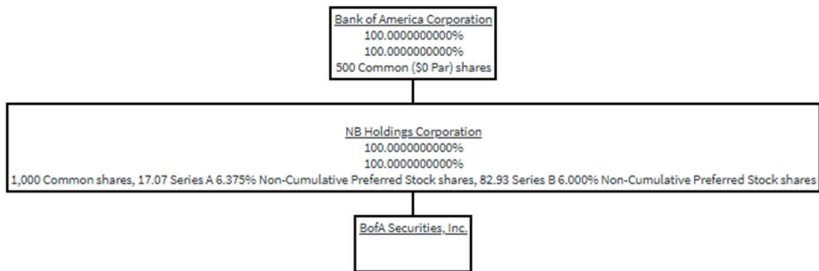 Bank of America Corporation
100.0000000000%
100.0000000000%
500 Common ($0 Par) shares
NB Holdings Corporation
100.0000000000%
100.0000000000%
1,000 Common shares, 17.07 Series A 6.375% Non-Cumulative Preferred Stock shares, 82.93 Series B 6.000% Non-Cumulative Preferred Stock shares
BofA Securities, Inc.